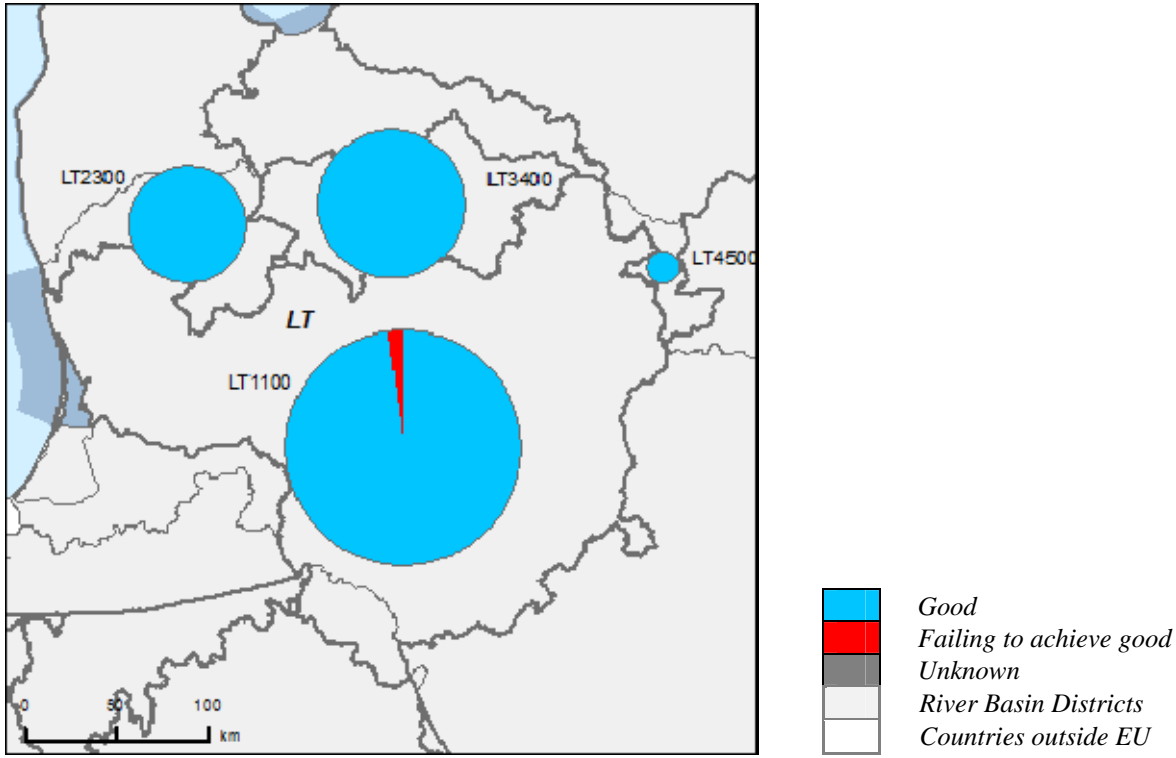 LT2300
LT3400
LT4500
LT
LT1100
0 50 100
km
Good
Failing to achieve good
Unknown
River Basin Districts
Countries outside EU